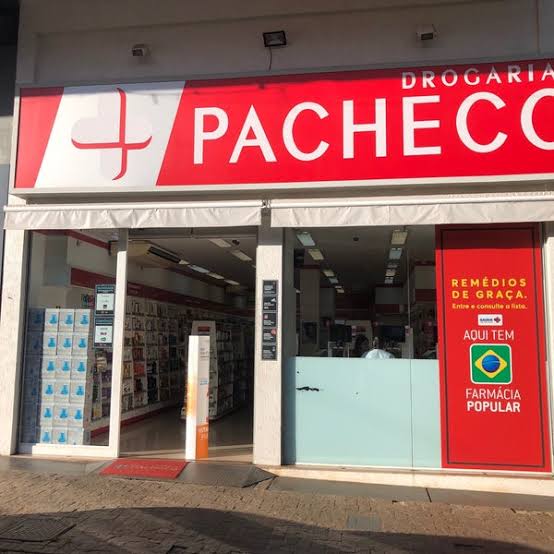 DROGARIA
PACHECO
REMÉDIOS
DE GRAÇA.
Entre e consulte a lista.
AQUI TEM
FARMÁCIA
POPULAR